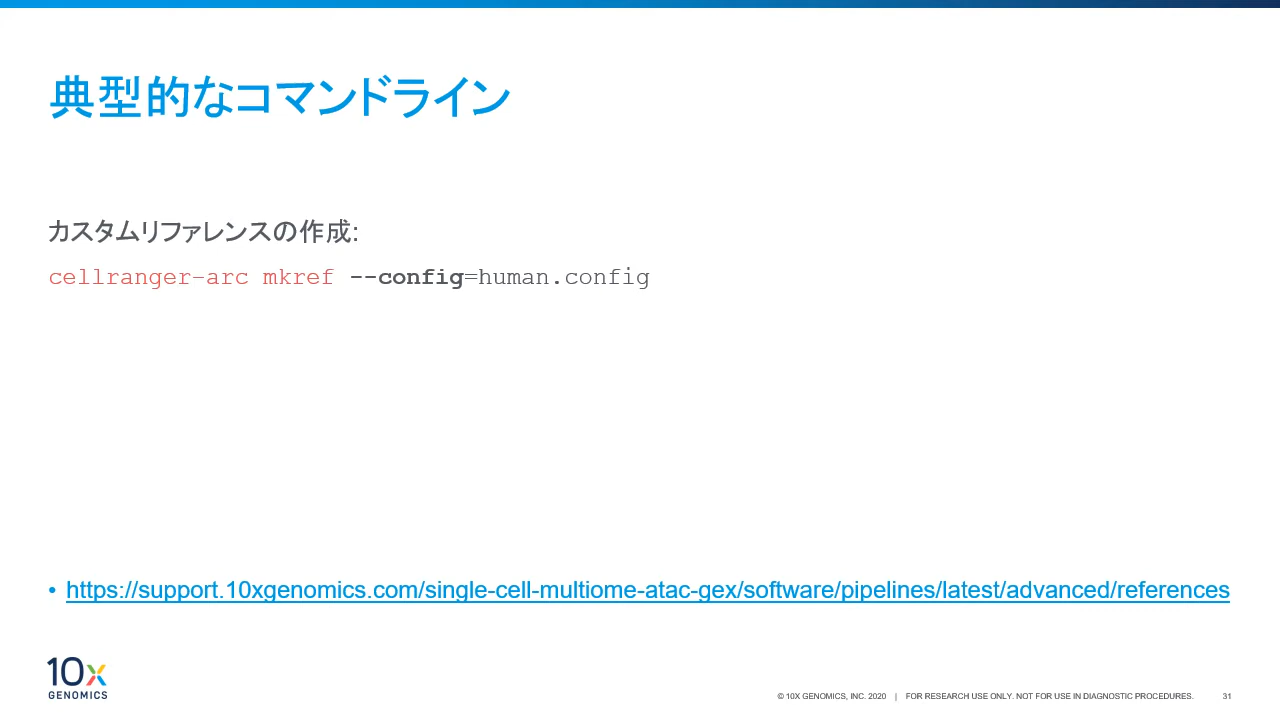 典型的なコマンドライン
カスタムリファレンスの作成:
cellranger-arc mkref --config=human.config
• https://support.10xgenomics.com/single-cell-multiome-atac-gex/software/pipelines/latest/advanced/references
10x
GENOMICS
© 10X GENOMICS, INC. 2020 | FOR RESEARCH USE ONLY. NOT FOR USE IN DIAGNOSTIC PROCEDURES. 31